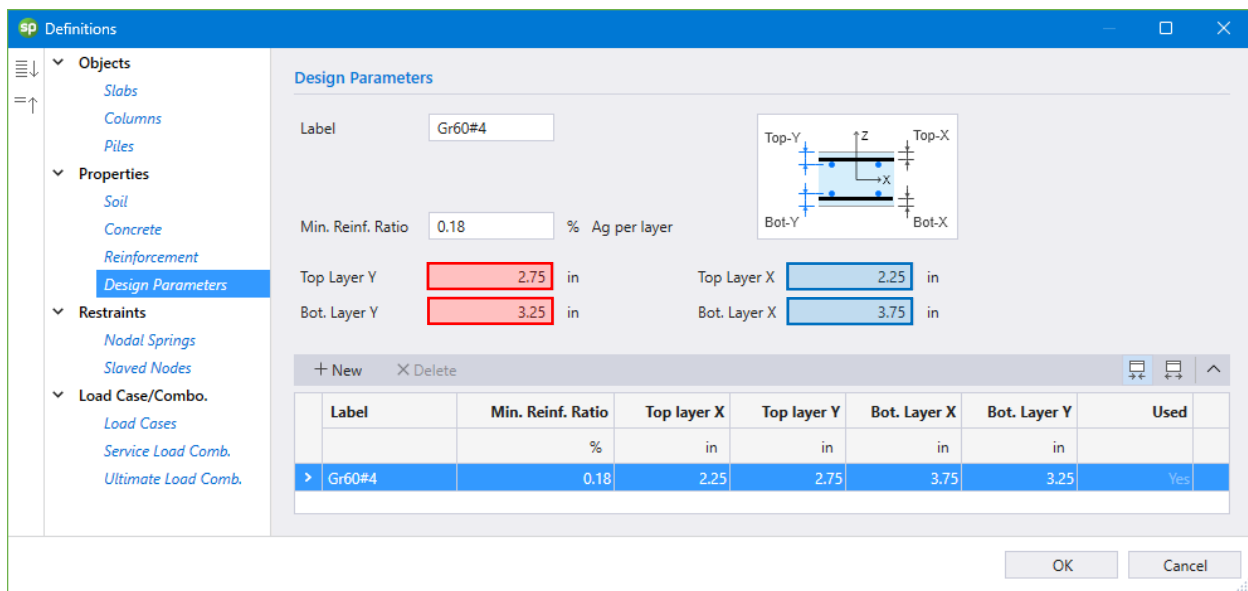 sp Definitions
Objects
Slabs
Columns
Piles
Properties
Soil
Concrete
Reinforcement
Design Parameters
Restraints
Nodal Springs
Slaved Nodes
Load Case/Combo.
Load Cases
Service Load Comb.
Ultimate Load Comb.
Design Parameters
Label Gr60#4
Top-Y Z Top-X
X
Bot-Y Bot-X
Min. Reinf. Ratio 0.18 % Ag per layer
Top Layer Y 2.75 in Top Layer X 2.25 in
Bot. Layer Y 3.25 in Bot. Layer X 3.75 in
New Delete
Label Min. Reinf. Ratio Top layer X Top layer Y Bot. Layer X Bot. Layer Y Used
% in in in in
Gr60#4 0.18 2.25 2.75 3.75 3.25 Yes
OK Cancel